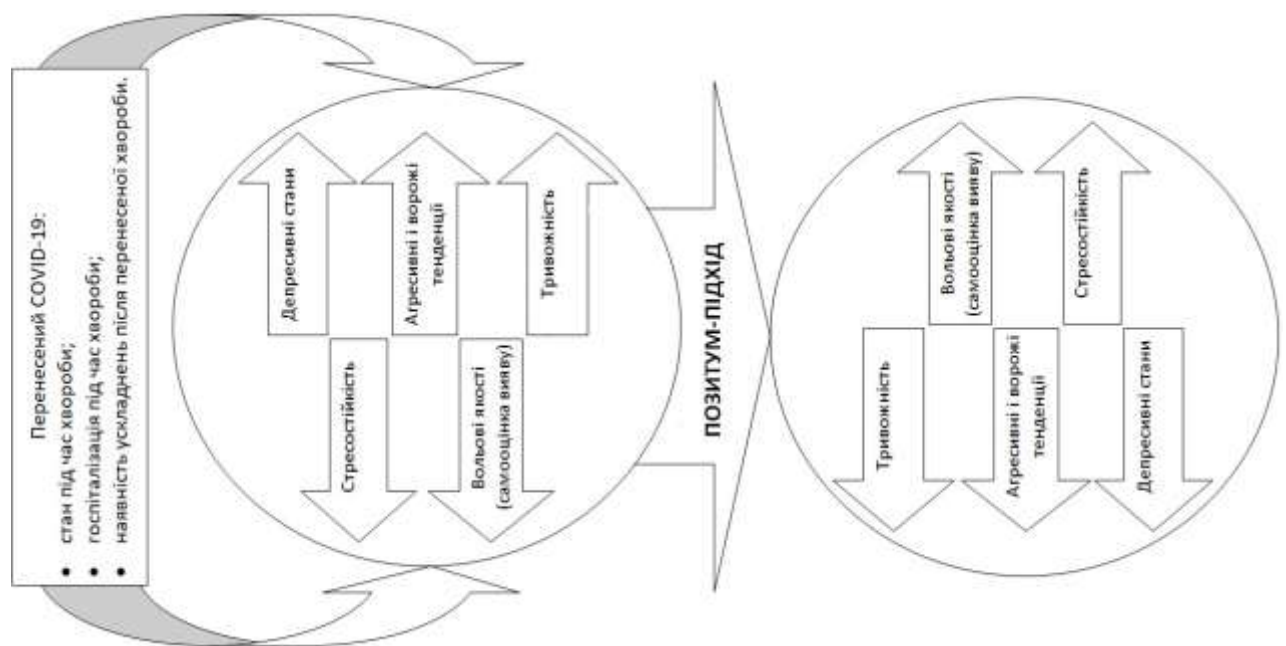 Перенесений COVID-19:
• стан під час хвороби;
• госпіталізація під час хвороби;
• наявність ускладнень після перенесеної хвороби.
Депресивні стани
Стресостійкість
Агресивні і ворожі
тенденції
Вольові якості
(самооцінка вияву)
Тривожність
ПОЗИТУМ-ПІДХІД
Тривожність
Вольові якості
(самооцінка вияву)
Агресивні і ворожі
тенденції
Стресостійкість
Депресивні стани